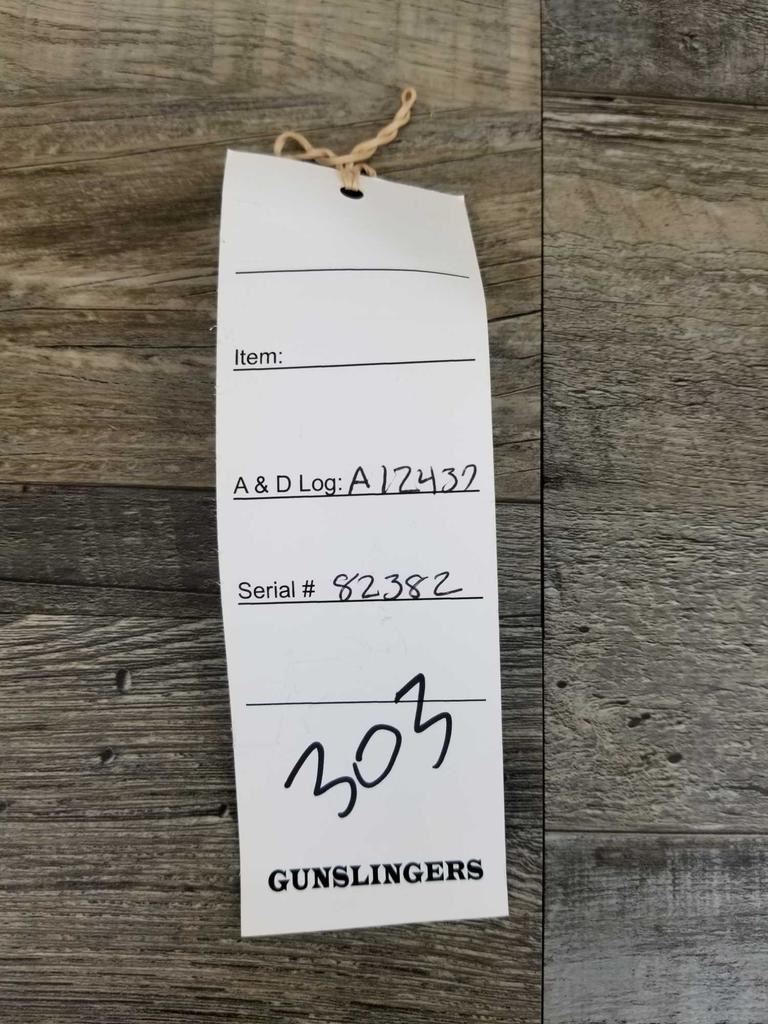 Item:
A & D Log: A12437
Serial # 82382
303
GUNSLINGERS